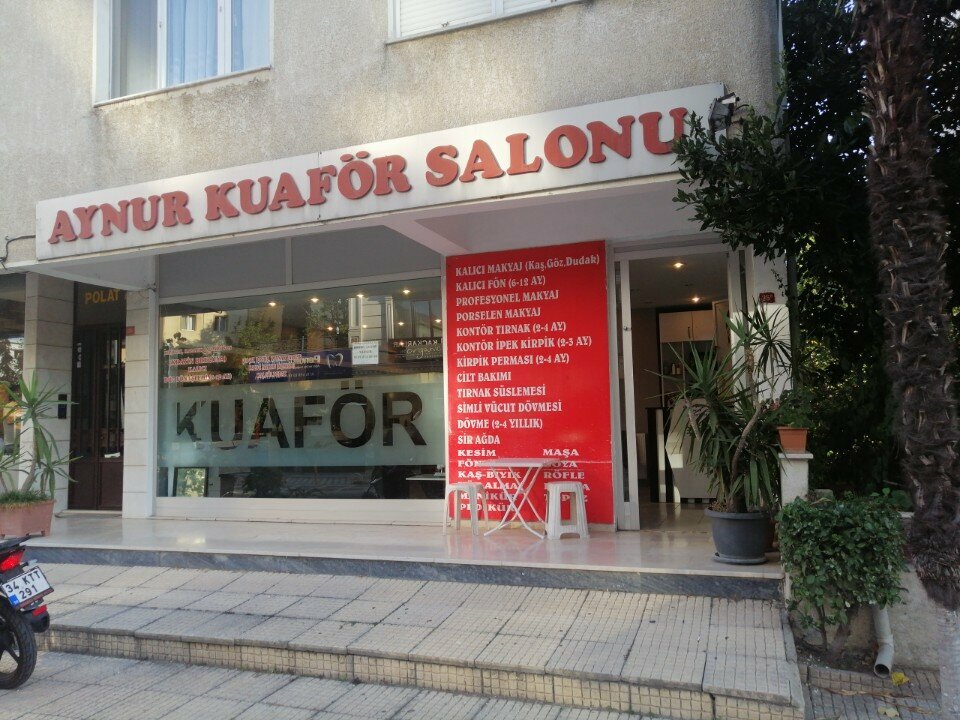 AYNUR KUAFÖR SALONU
POLAT
KUAFÖR
KALICI MAKYAJ (Kaş,Göz,Dudak)
KALICI FÖN (6-12 AY)
PROFESYONEL MAKYAJ
PORSELEN MAKYAJ
KONTÖR TIRNAK (2-4 AY)
KONTÖR İPEK KİRPİK (2-3 AY)
KİRPİK PERMASI (2-4 AY)
CİLT BAKIMI
TIRNAK SÜSLEMESİ
SİMLİ VÜCUT DÖVMESİ
DÖVME (2-4 YILLIK)
SİR AĞDA
KESİM MAŞA
FÖN BOYA
KAŞ-BIYIK RÖFLE
34 KTT
291